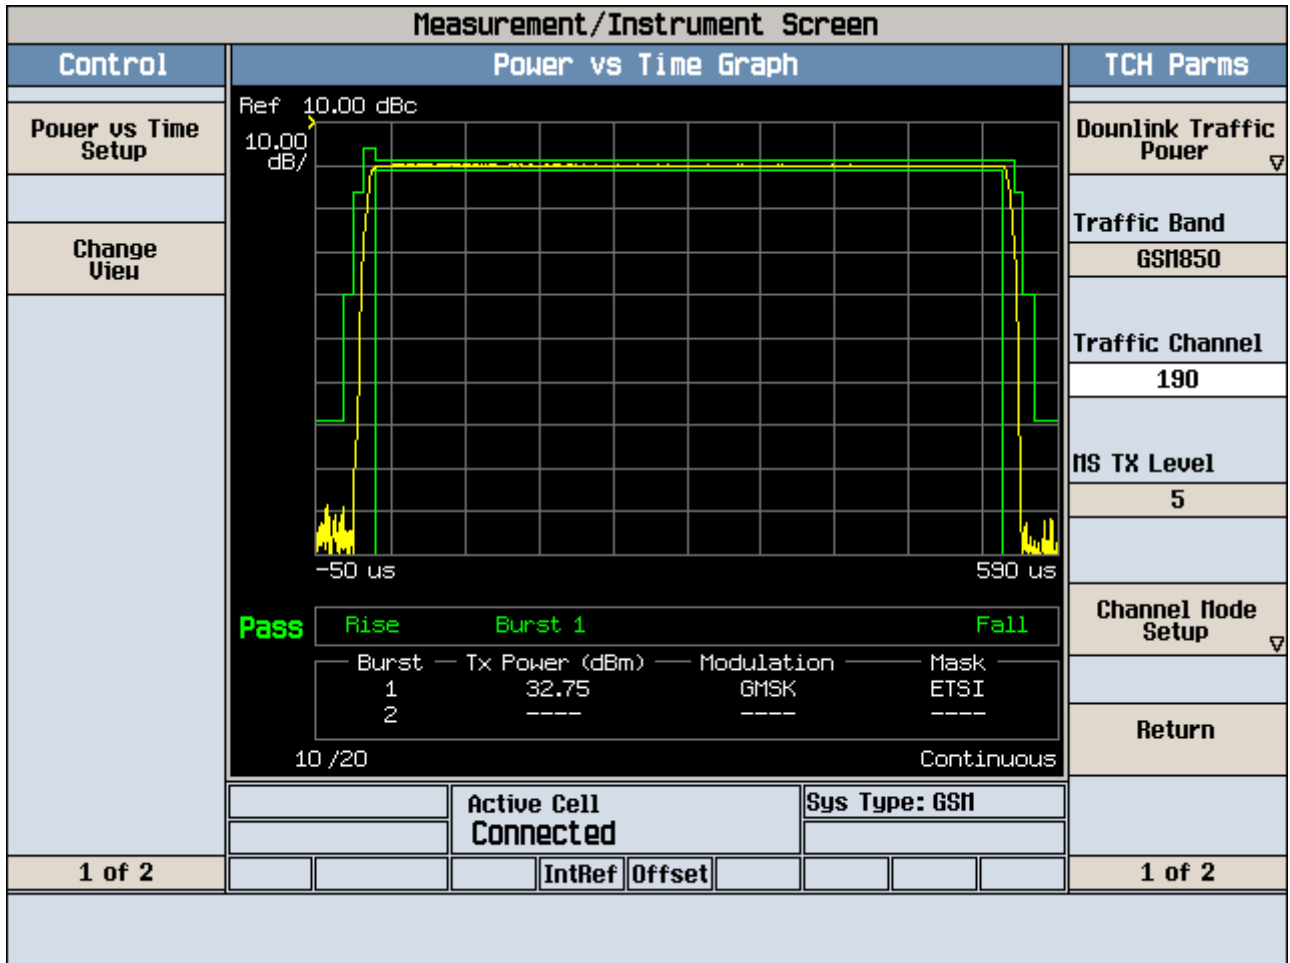 Measurement/Instrument Screen
Control
Power vs Time Graph
TCH Parms
Power vs Time
Setup
Change
View
1 of 2
Ref 10.00 dBc
10.00
dB/
-50 us
590 us
Pass
Rise
Burst 1
Fall
Burst
Tx Power (dBm)
Modulation
Mask
1
32.75
GMSK
ETSI
2
----
----
----
10 /20
Continuous
Active Cell
Connected
Sys Type: GSM
IntRef
Offset
Downlink Traffic
Power
Traffic Band
GSM850
Traffic Channel
190
MS TX Level
5
Channel Mode
Setup
Return
1 of 2